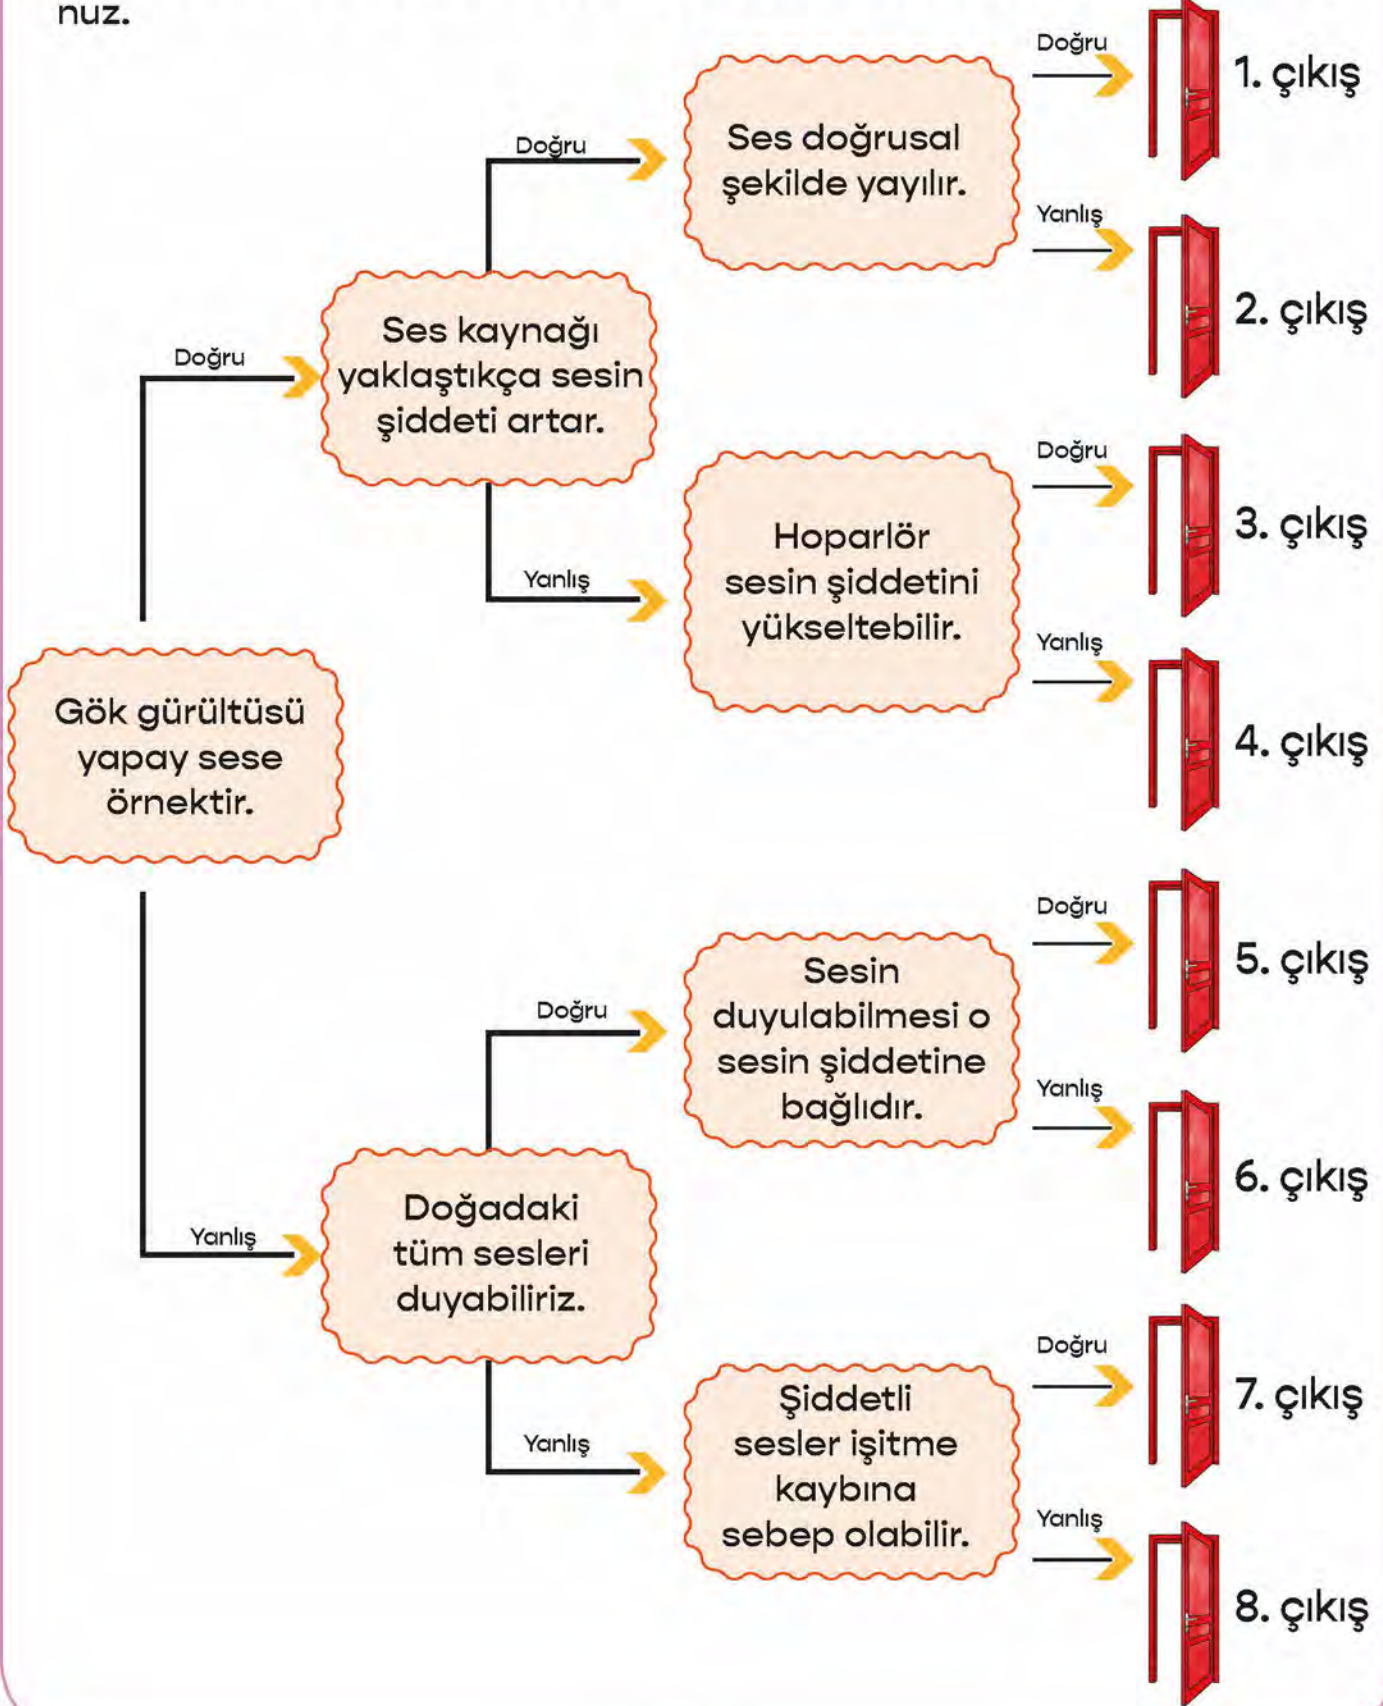 nuz.
Gök gürültüsü
yapay sese
örnektir.
Doğru
Yanlış
Ses kaynağı
yaklaştıkça sesin
şiddeti artar.
Doğru
Yanlış
Doğadaki
tüm sesleri
duyabiliriz.
Doğru
Yanlış
Ses doğrusal
şekilde yayılır.
Doğru
1. çıkış
Yanlış
2. çıkış
Hoparlör
sesin şiddetini
yükseltebilir.
Doğru
3. çıkış
Yanlış
4. çıkış
Sesin
duyulabilmesi o
sesin şiddetine
bağlıdır.
Doğru
5. çıkış
Yanlış
6. çıkış
Şiddetli
sesler işitme
kaybına
sebep olabilir.
Doğru
7. çıkış
Yanlış
8. çıkış